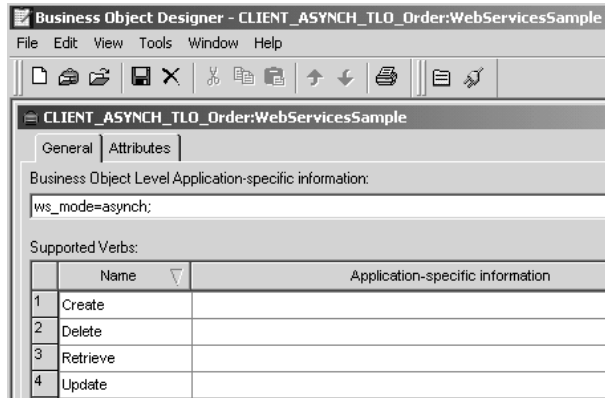 Business Object Designer - CLIENT_ASYNCH_TLO_Order:WebServicesSample
File Edit View Tools Window Help
CLIENT_ASYNCH_TLO_Order:WebServicesSample
General Attributes
Business Object Level Application-specific information:
ws_mode=asynch;
Supported Verbs:
Name Application-specific information
1 Create
2 Delete
3 Retrieve
4 Update